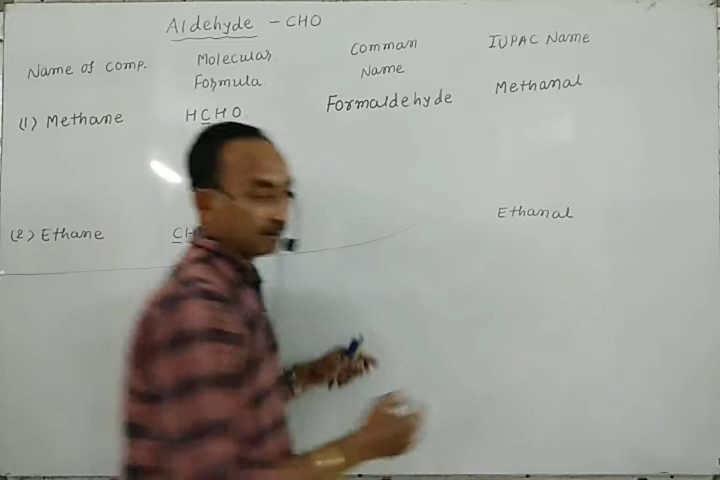 Aldehyde - CHO
Name of comp. Molecular Formula Comman Name IUPAC Name
(1) Methane HCHO Formaldehyde Methanal
(2) Ethane Ethanal